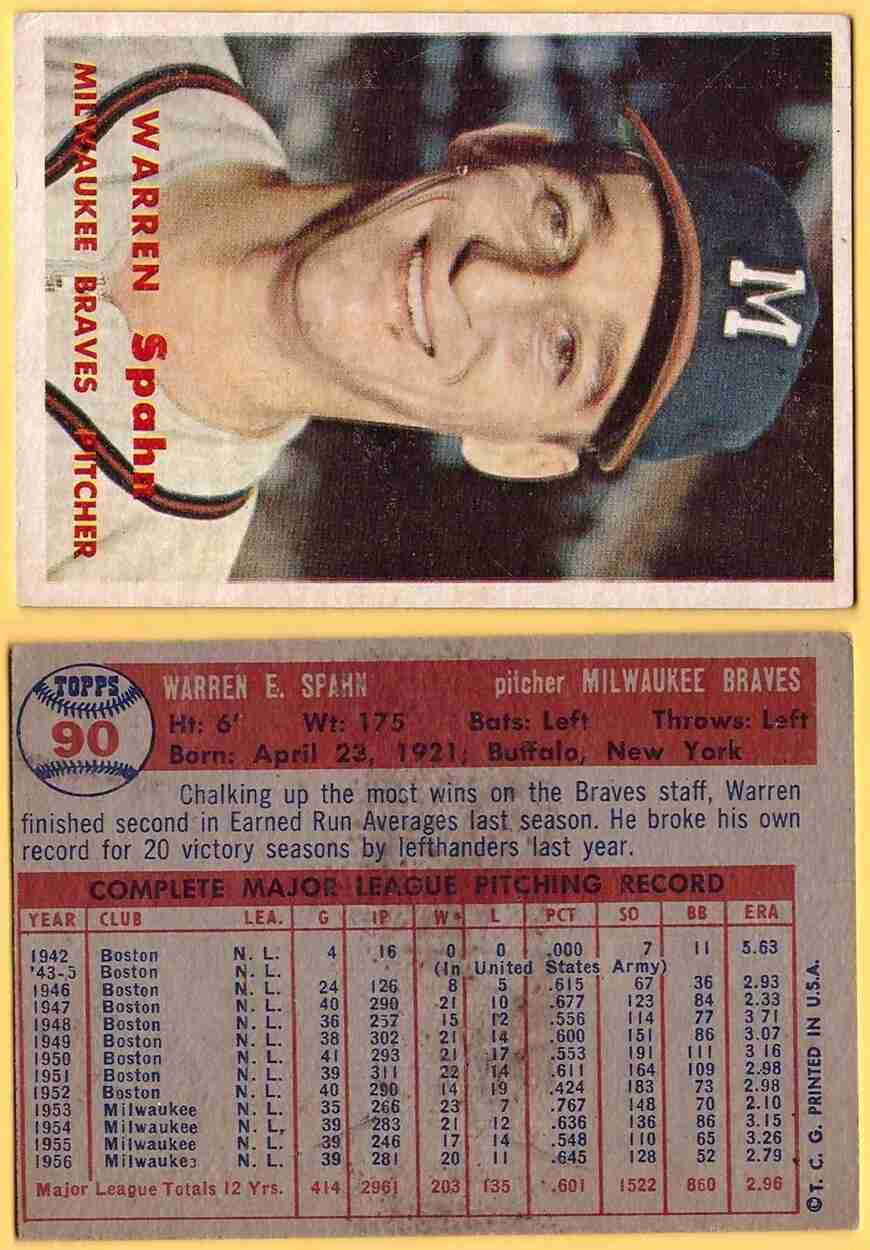 M
WARREN Spahn
MILWAUKEE BRAVES PITCHER
TOPPS
90
WARREN E. SPAHN pitcher MILWAUKEE BRAVES
Ht: 6' Wt: 175 Bats: Left Throws: Left
Born: April 23, 1921; Buffalo, New York
Chalking up the most wins on the Braves staff, Warren
finished second in Earned Run Averages last season. He broke his own
record for 20 victory seasons by lefthanders last year.
COMPLETE MAJOR LEAGUE PITCHING RECORD
YEAR CLUB LEA. G IP W L PCT SO BB ERA
1942 Boston N. L. 4 16 0 0 .000 7 11 5.63
'43-5 Boston N. L. (In United States Army)
1946 Boston N. L. 24 126 8 5 .615 67 36 2.93
1947 Boston N. L. 40 290 21 10 .677 123 84 2.33
1948 Boston N. L. 36 257 15 12 .556 114 77 3 71
1949 Boston N. L. 38 302 21 14 .600 151 86 3.07
1950 Boston N. L. 41 293 21 17 .553 191 111 3 16
1951 Boston N. L. 39 311 22 14 .611 164 109 2.98
1952 Boston N. L. 40 290 14 19 .424 183 73 2.98
1953 Milwaukee N. L. 35 266 23 7 .767 148 70 2.10
1954 Milwaukee N. L. 39 283 21 12 .636 136 86 3.15
1955 Milwaukee N. L. 39 246 17 14 .548 110 65 3.26
1956 Milwaukee N. L. 39 281 20 11 .645 128 52 2.79
Major League Totals 12 Yrs. 414 2961 203 135 .601 1522 860 2.96
©T. C. G. PRINTED IN U.S.A.